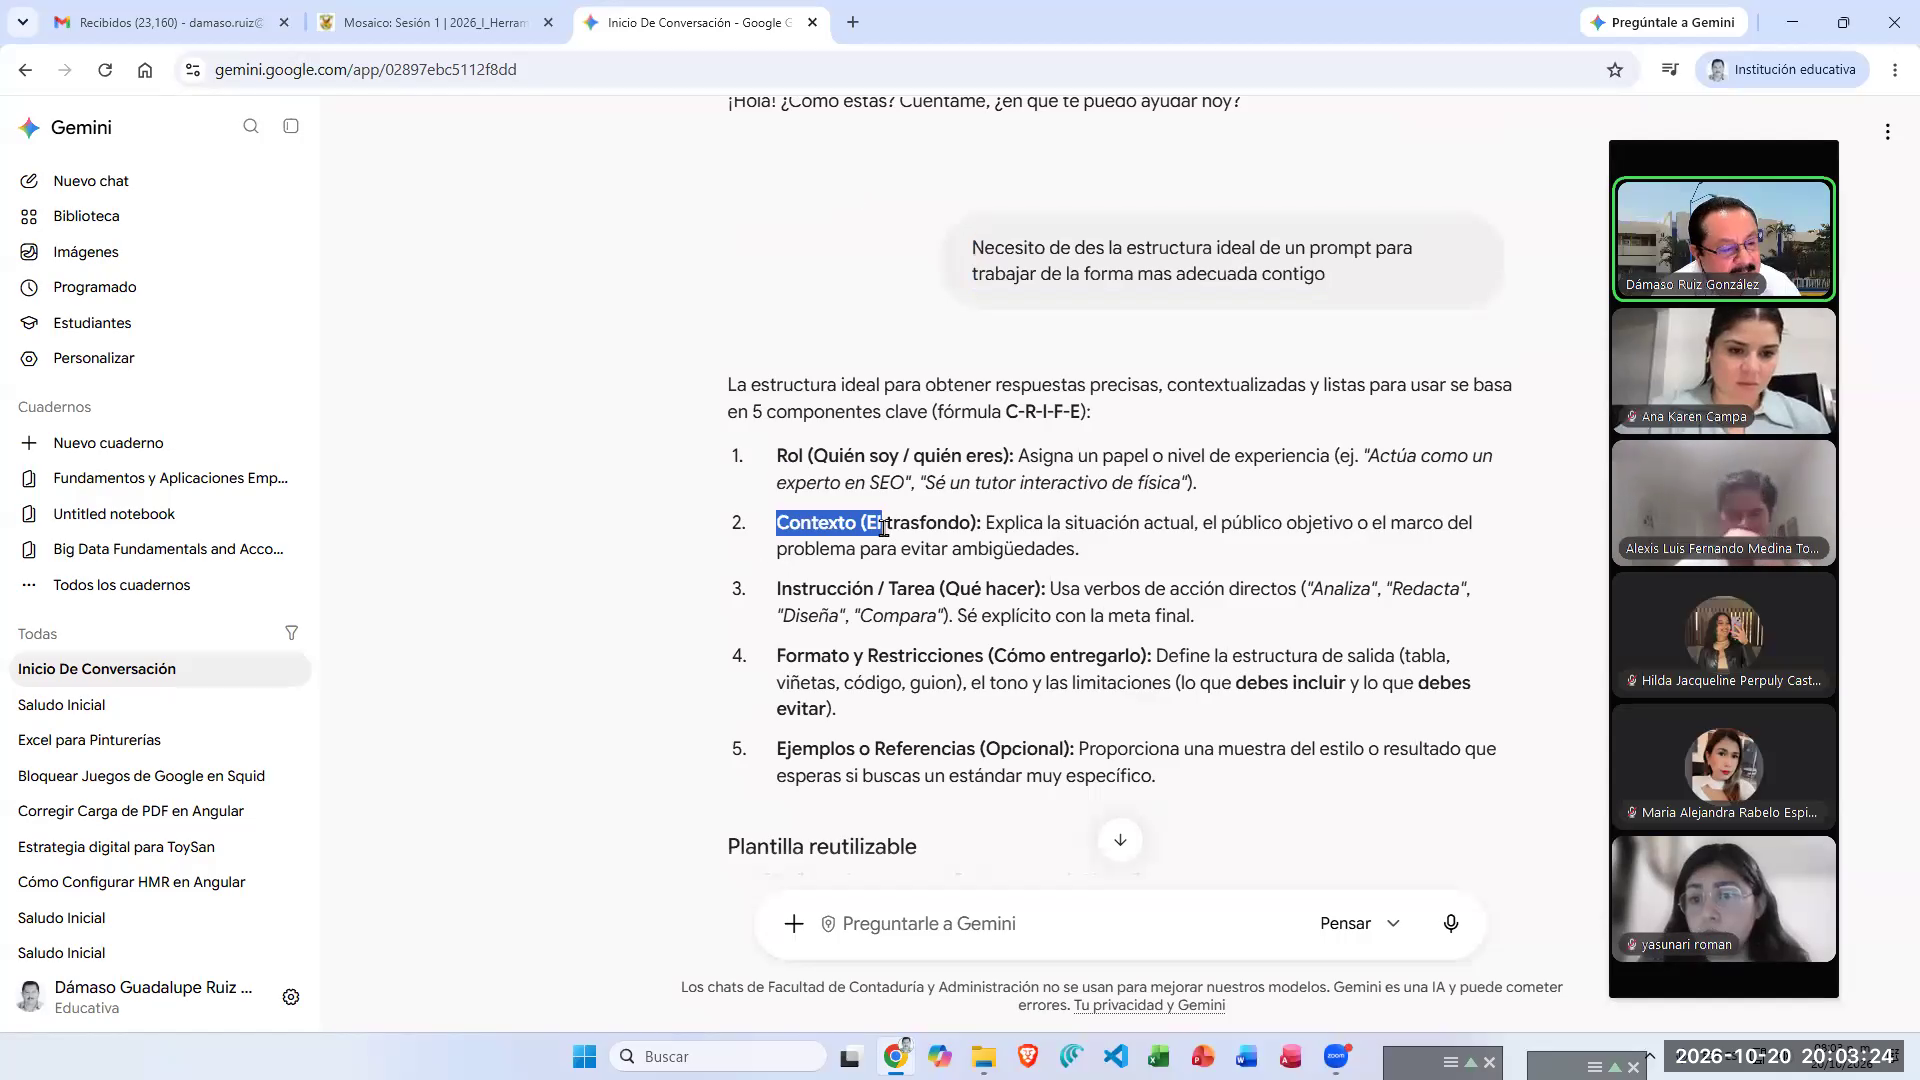 Recibidos (23,160) - damaso.ruiz@
Mosaico: Sesión 1 | 2026_I_Herram
Inicio De Conversación - Google G
Pregúntale a Gemini
gemini.google.com/app/02897ebc5112f8dd
Institución educativa
Gemini
Nuevo chat
Biblioteca
Imágenes
Programado
Estudiantes
Personalizar
Cuadernos
Nuevo cuaderno
Fundamentos y Aplicaciones Emp...
Untitled notebook
Big Data Fundamentals and Acco...
Todos los cuadernos
Todas
Inicio De Conversación
Saludo Inicial
Excel para Pinturerías
Bloquear Juegos de Google en Squid
Corregir Carga de PDF en Angular
Estrategia digital para ToySan
Cómo Configurar HMR en Angular
Saludo Inicial
Saludo Inicial
Dámaso Guadalupe Ruiz ...
Educativa
¡Hola! ¿Cómo estás? Cuéntame, ¿en qué te puedo ayudar hoy?
Necesito de des la estructura ideal de un prompt para
trabajar de la forma mas adecuada contigo
La estructura ideal para obtener respuestas precisas, contextualizadas y listas para usar se basa
en 5 componentes clave (fórmula C-R-I-F-E):
1. Rol (Quién soy / quién eres): Asigna un papel o nivel de experiencia (ej. "Actúa como un
experto en SEO", "Sé un tutor interactivo de física").
2. Contexto (El trasfondo): Explica la situación actual, el público objetivo o el marco del
problema para evitar ambigüedades.
3. Instrucción / Tarea (Qué hacer): Usa verbos de acción directos ("Analiza", "Redacta",
"Diseña", "Compara"). Sé explícito con la meta final.
4. Formato y Restricciones (Cómo entregarlo): Define la estructura de salida (tabla,
viñetas, código, guion), el tono y las limitaciones (lo que debes incluir y lo que debes
evitar).
5. Ejemplos o Referencias (Opcional): Proporciona una muestra del estilo o resultado que
esperas si buscas un estándar muy específico.
Plantilla reutilizable
Preguntarle a Gemini
Pensar
Los chats de Facultad de Contaduría y Administración no se usan para mejorar nuestros modelos. Gemini es una IA y puede cometer
errores. Tu privacidad y Gemini
Dámaso Ruiz González
Ana Karen Campa
Alexis Luis Fernando Medina To...
Hilda Jacqueline Perpuly Cast...
Maria Alejandra Rabelo Espi...
yasunari roman
Buscar
zoom
2026-10-20 20:03:24